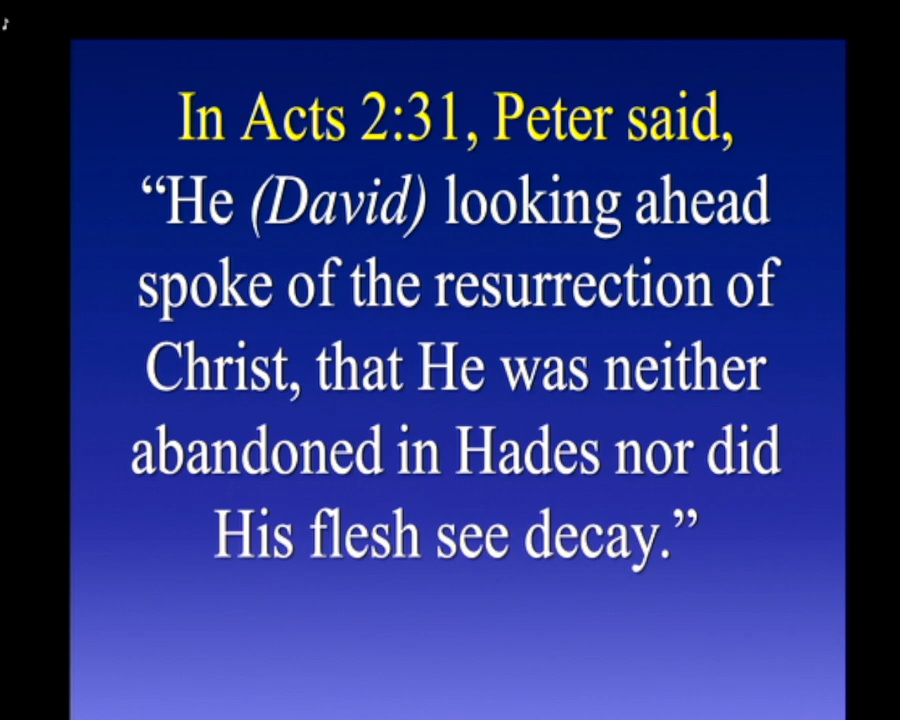 ♪
In Acts 2:31, Peter said,
“He (David) looking ahead
spoke of the resurrection of
Christ, that He was neither
abandoned in Hades nor did
His flesh see decay.”